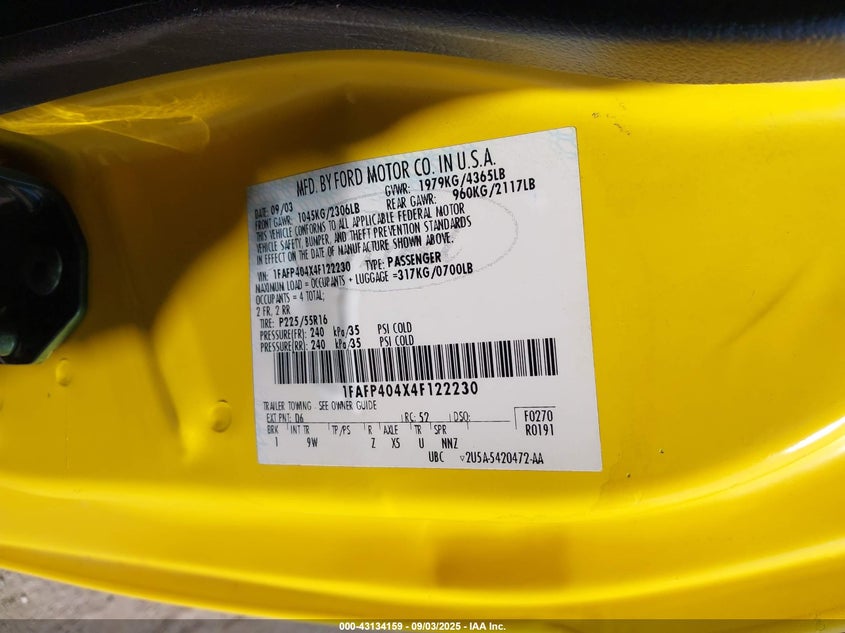 MFD. BY FORD MOTOR CO. IN U.S.A.
DATE: 09/03 GVWR: 1979KG/4365LB
FRONT GAWR: 1045KG/2306LB REAR GAWR: 960KG/2117LB
THIS VEHICLE CONFORMS TO ALL APPLICABLE FEDERAL MOTOR
VEHICLE SAFETY, BUMPER, AND THEFT PREVENTION STANDARDS
IN EFFECT ON THE DATE OF MANUFACTURE SHOWN ABOVE.
VIN: 1FAFP404X4F122230 TYPE: PASSENGER
MAXIMUM LOAD = OCCUPANTS + LUGGAGE =317KG/0700LB
OCCUPANTS = 4 TOTAL;
2 FR, 2 RR
TIRE: P225/55R16
PRESSURE(FR): 240 kPa/35 PSI COLD
PRESSURE(RR): 240 kPa/35 PSI COLD
1FAFP404X4F122230
TRAILER TOWING - SEE OWNER GUIDE
EXT PNT: D6 RC: 52 DSO: F0270
BRK INT TR TP/PS R AXLE TR SPR R0191
1 9W Z X5 U NNZ
UBC 2U5A-5420472-AA
000-43134159 - 09/03/2025 - IAA Inc.